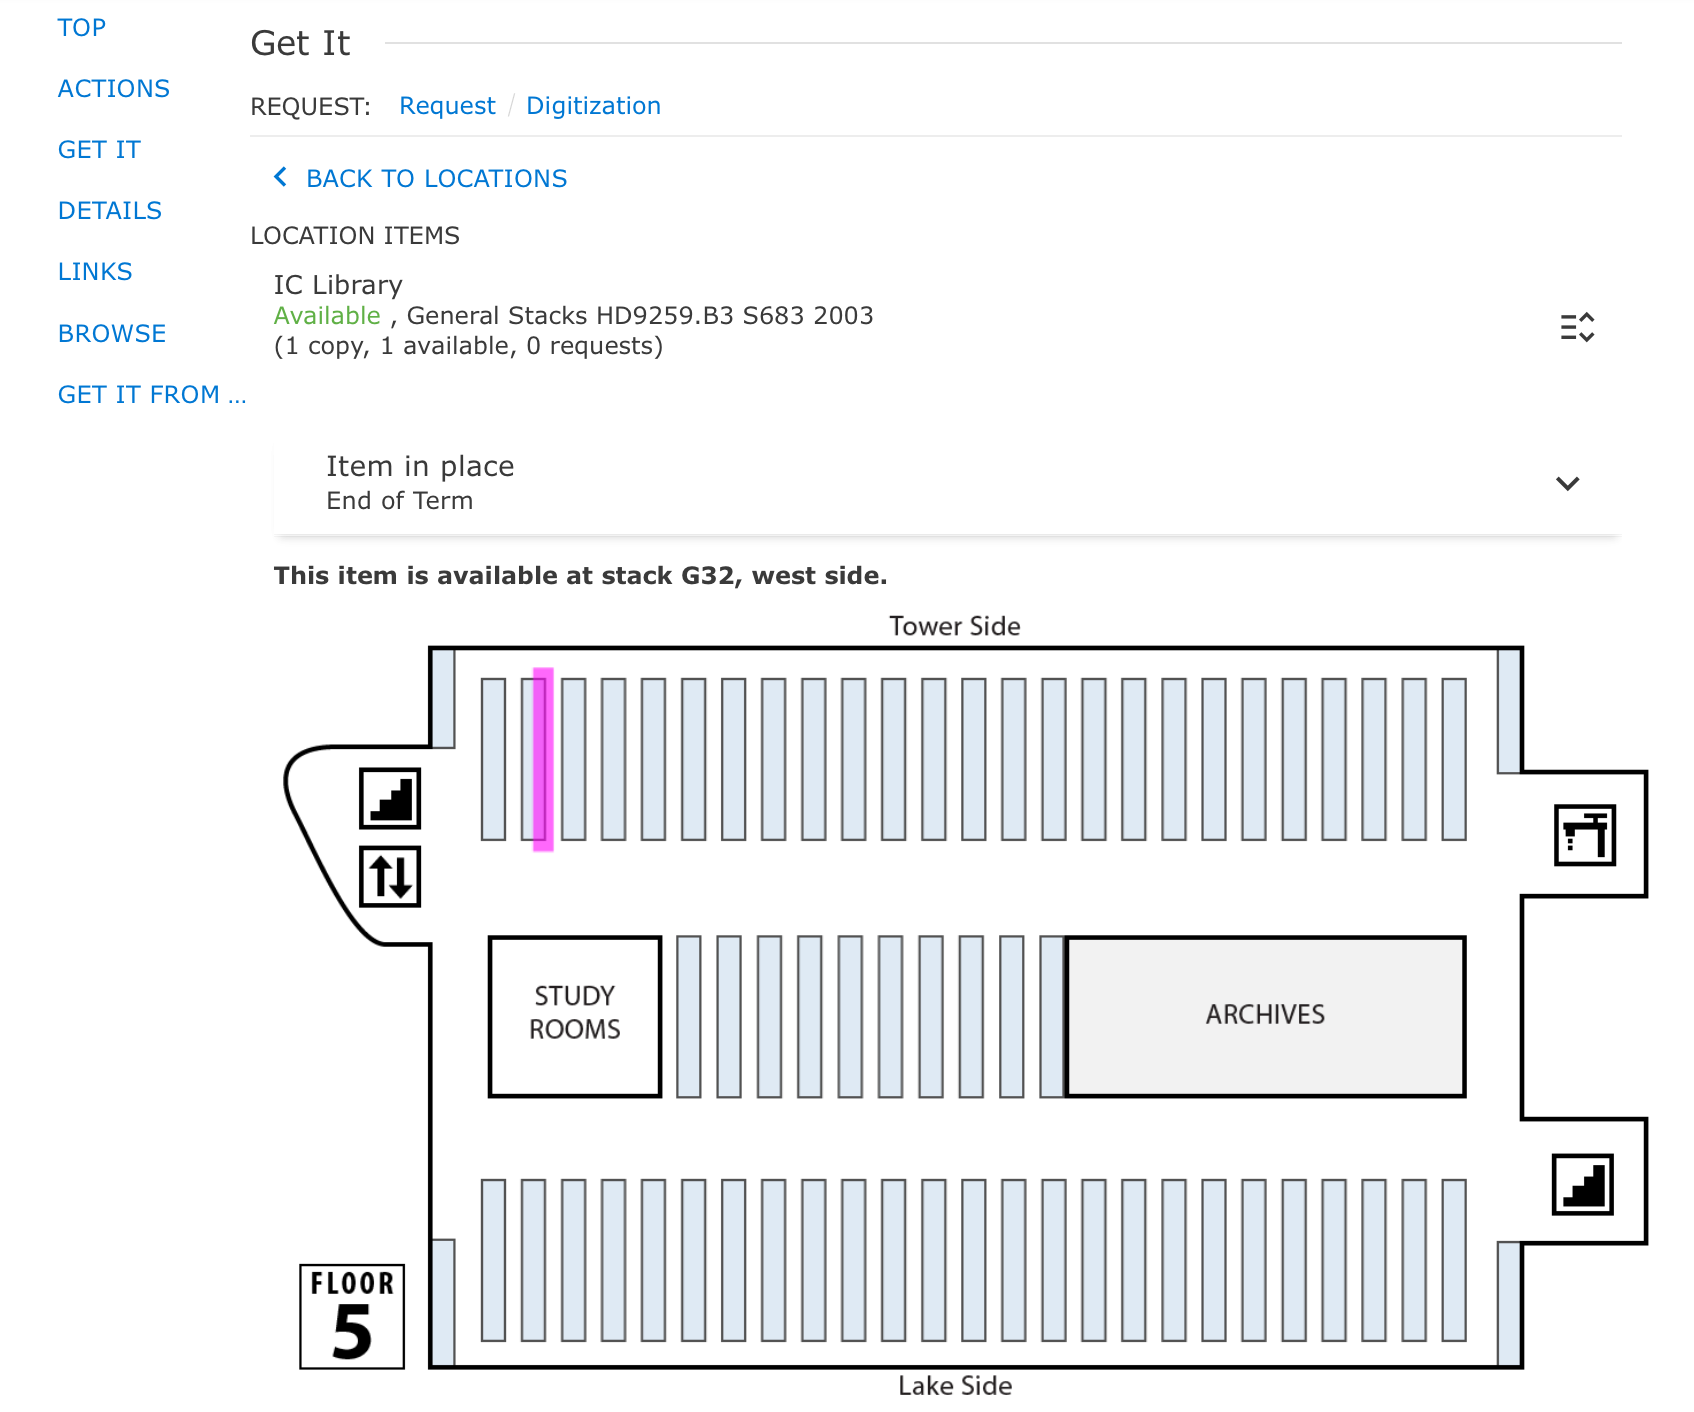 TOP
ACTIONS
GET IT
DETAILS
LINKS
BROWSE
GET IT FROM ...
Get It
REQUEST: Request / Digitization
BACK TO LOCATIONS
LOCATION ITEMS
IC Library
Available , General Stacks HD9259.B3 S683 2003
(1 copy, 1 available, 0 requests)
Item in place
End of Term
This item is available at stack G32, west side.
Tower Side
STUDY
ROOMS
ARCHIVES
FLOOR
5
Lake Side